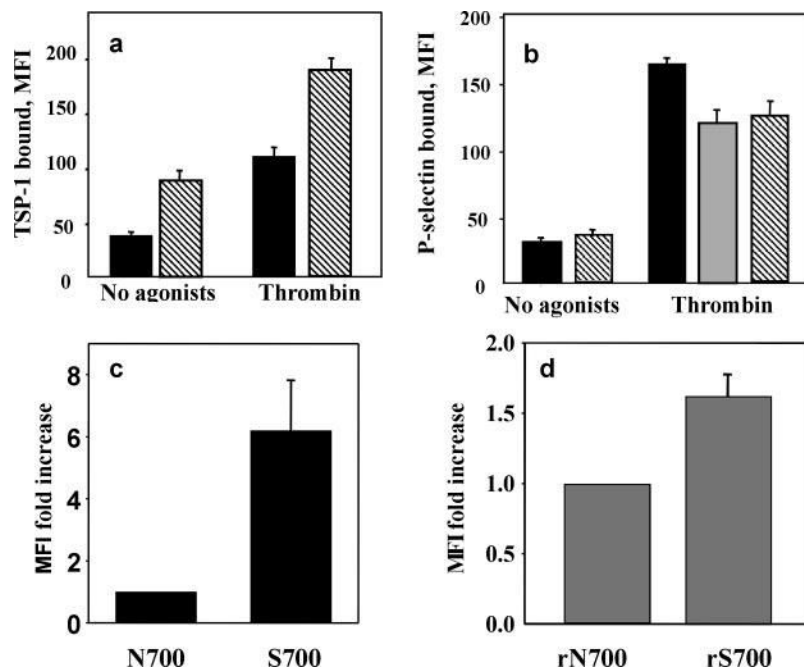 a
TSP-1 bound, MFI
200
150
100
50
0
No agonists Thrombin
b
P-selectin bound, MFI
200
150
100
50
0
No agonists Thrombin
c
MFI fold increase
8
6
4
2
0
N700 S700
d
MFI fold increase
2.0
1.5
1.0
0.5
0.0
rN700 rS700